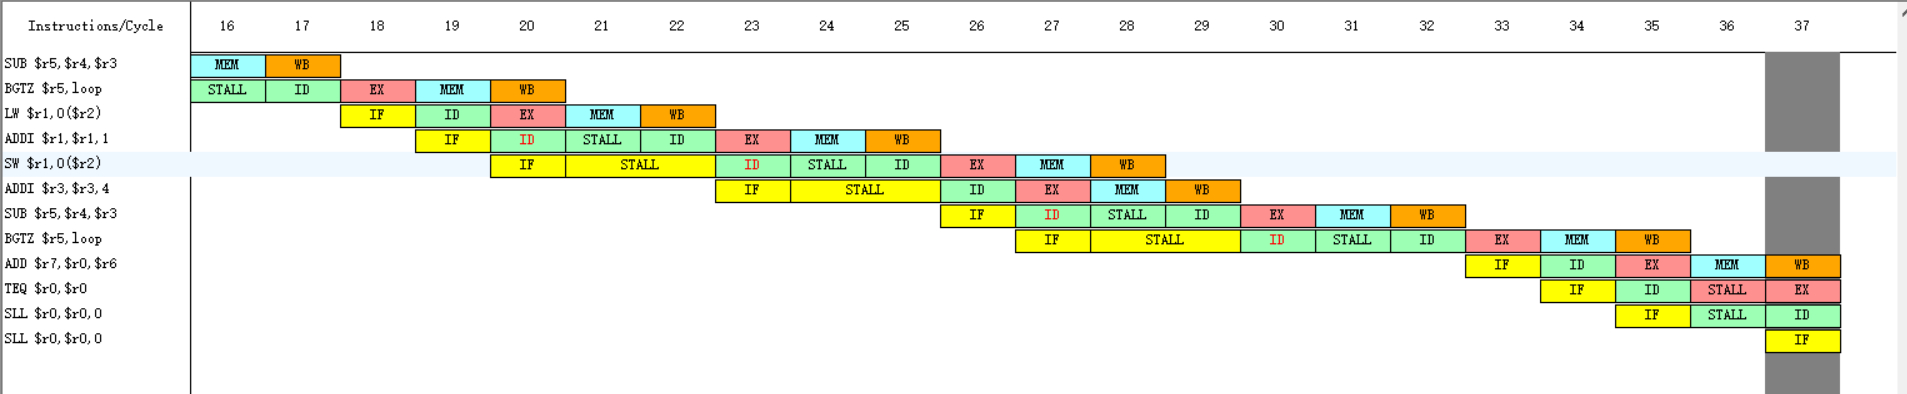 Instructions/Cycle 16 17 18 19 20 21 22 23 24 25 26 27 28 29 30 31 32 33 34 35 36 37
SUB $r5,$r4,$r3 MEM WB
BGTZ $r5,loop STALL ID EX MEM WB
LW $r1,0($r2) IF ID EX MEM WB
ADDI $r1,$r1,1 IF ID STALL ID EX MEM WB
SW $r1,0($r2) IF STALL ID STALL ID EX MEM WB
ADDI $r3,$r3,4 IF STALL ID EX MEM WB
SUB $r5,$r4,$r3 IF ID STALL ID EX MEM WB
BGTZ $r5,loop IF STALL ID STALL ID EX MEM WB
ADD $r7,$r0,$r6 IF ID EX MEM WB
TEQ $r0,$r0 IF ID STALL EX
SLL $r0,$r0,0 IF STALL ID
SLL $r0,$r0,0 IF